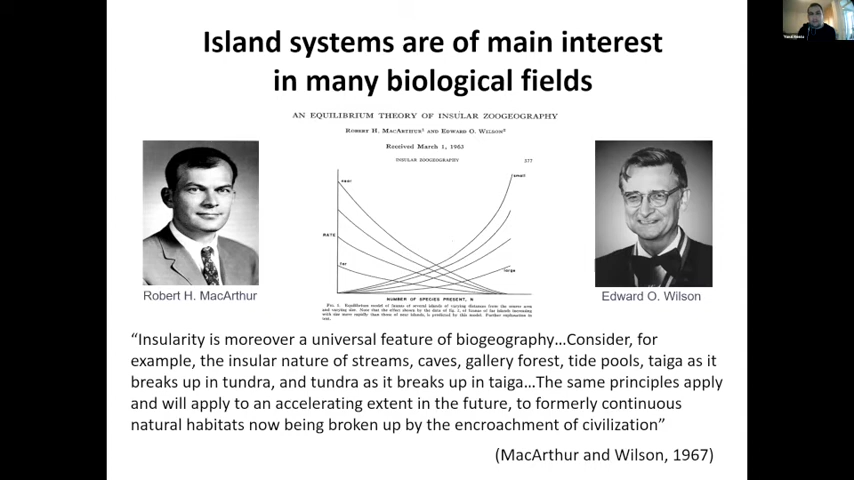 Island systems are of main interest
in many biological fields
AN EQUILIBRIUM THEORY OF INSULAR ZOOGEOGRAPHY
ROBERT H. MACARTHUR¹ AND EDWARD O. WILSON²
Received March 1, 1963
INSULAR ZOOGEOGRAPHY
near
small
RATE
far
large
NUMBER OF SPECIES PRESENT, N
Robert H. MacArthur
Edward O. Wilson
“Insularity is moreover a universal feature of biogeography…Consider, for
example, the insular nature of streams, caves, gallery forest, tide pools, taiga as it
breaks up in tundra, and tundra as it breaks up in taiga…The same principles apply
and will apply to an accelerating extent in the future, to formerly continuous
natural habitats now being broken up by the encroachment of civilization”
(MacArthur and Wilson, 1967)